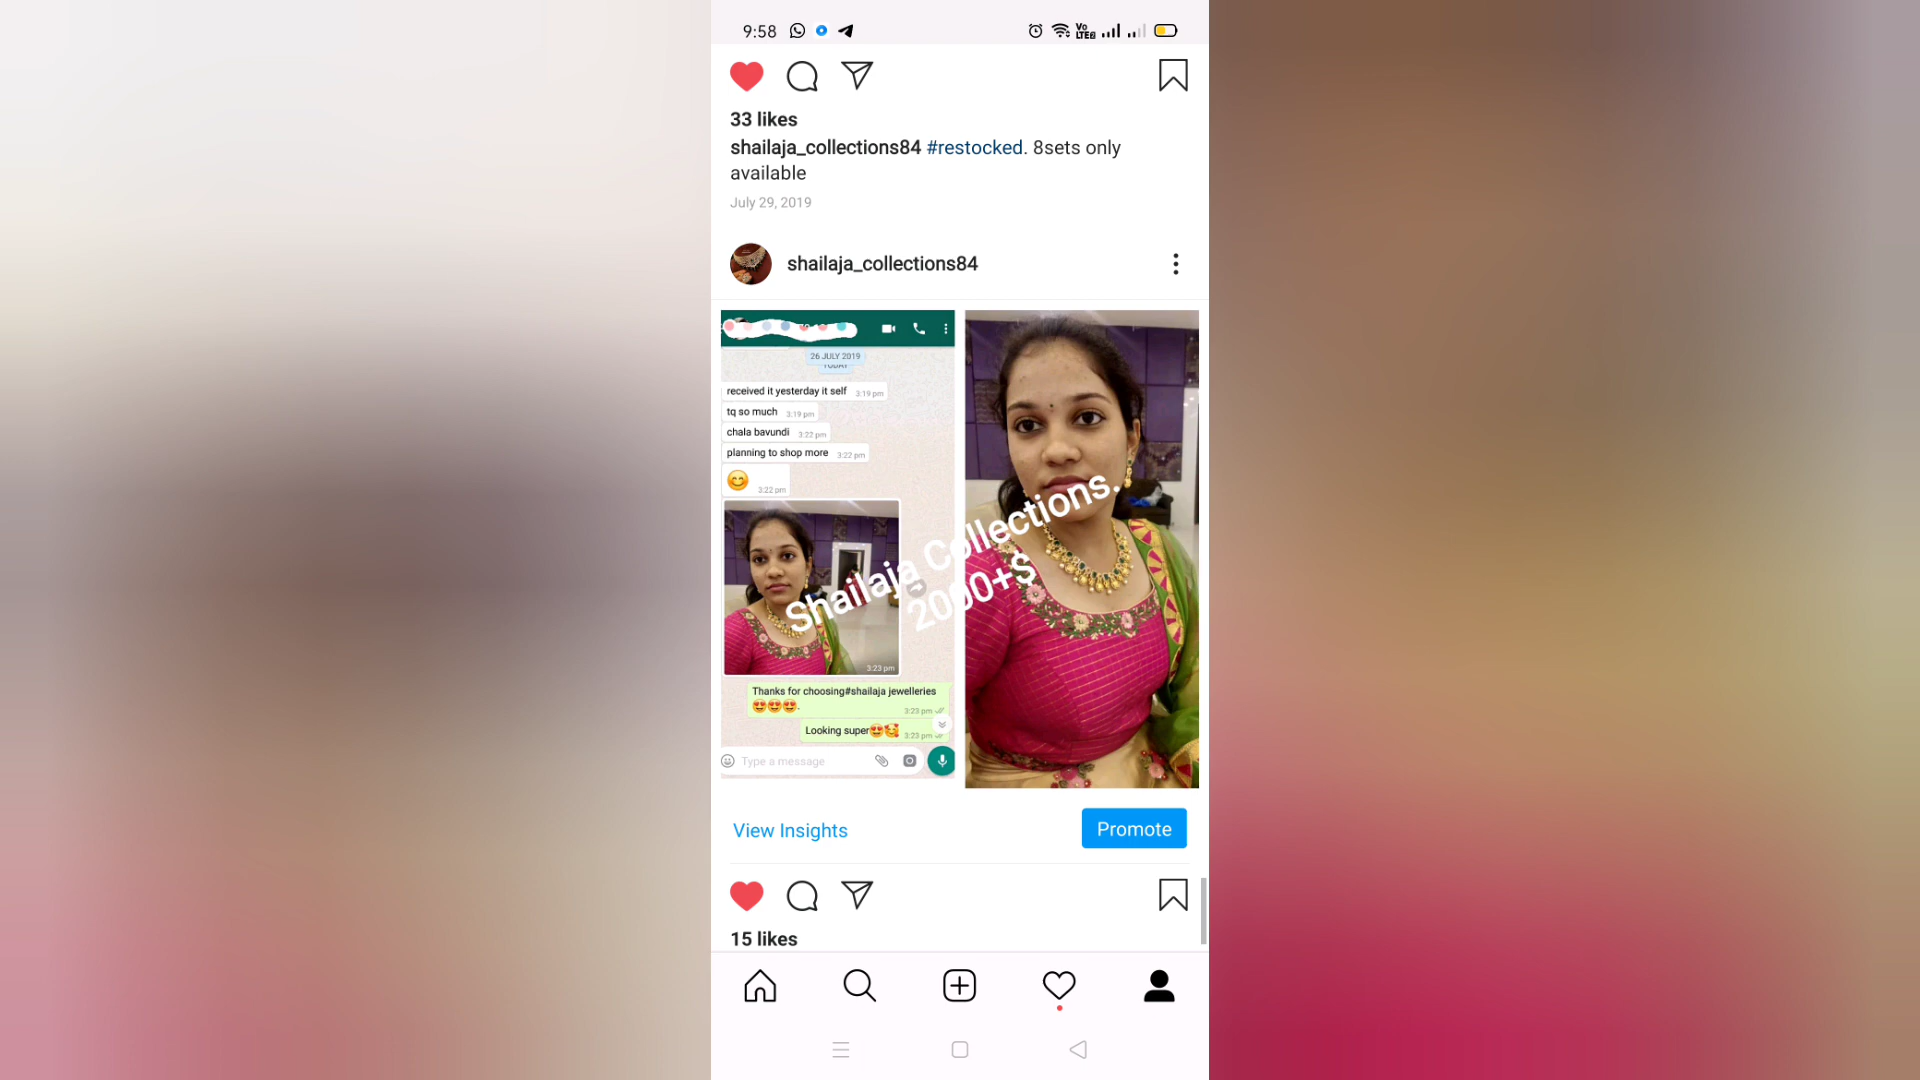 9:58
33 likes
shailaja_collections84 #restocked. 8sets only
available
July 29, 2019
shailaja_collections84
26 JULY 2019
TODAY
received it yesterday it self 3:19 pm
tq so much 3:19 pm
chala bavundi 3:22 pm
planning to shop more 3:22 pm
3:22 pm
Shailaja Collections.
2000+$
3:23 pm
Thanks for choosing#shailaja jewelleries
3:23 pm
Looking super 3:23 pm
Type a message
View Insights
Promote
15 likes